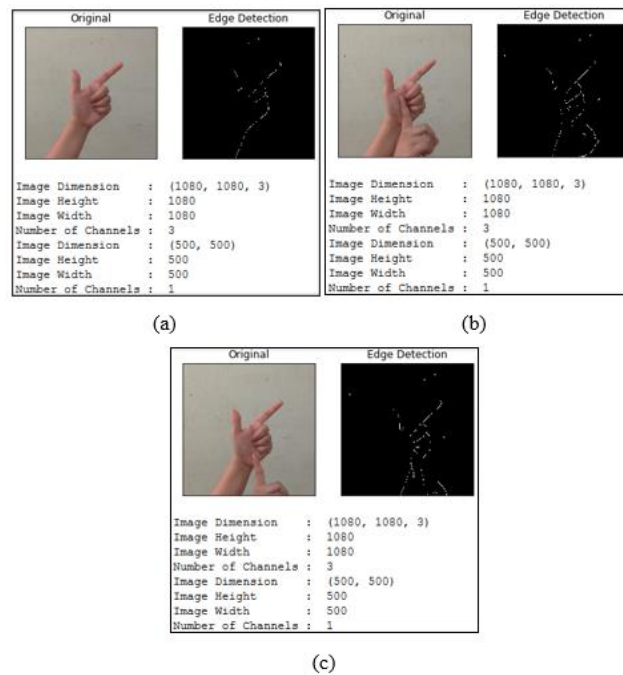 Original Edge Detection
Image Dimension : (1080, 1080, 3)
Image Height : 1080
Image Width : 1080
Number of Channels : 3
Image Dimension : (500, 500)
Image Height : 500
Image Width : 500
Number of Channels : 1
(a)
Original Edge Detection
Image Dimension : (1080, 1080, 3)
Image Height : 1080
Image Width : 1080
Number of Channels : 3
Image Dimension : (500, 500)
Image Height : 500
Image Width : 500
Number of Channels : 1
(b)
Original Edge Detection
Image Dimension : (1080, 1080, 3)
Image Height : 1080
Image Width : 1080
Number of Channels : 3
Image Dimension : (500, 500)
Image Height : 500
Image Width : 500
Number of Channels : 1
(c)